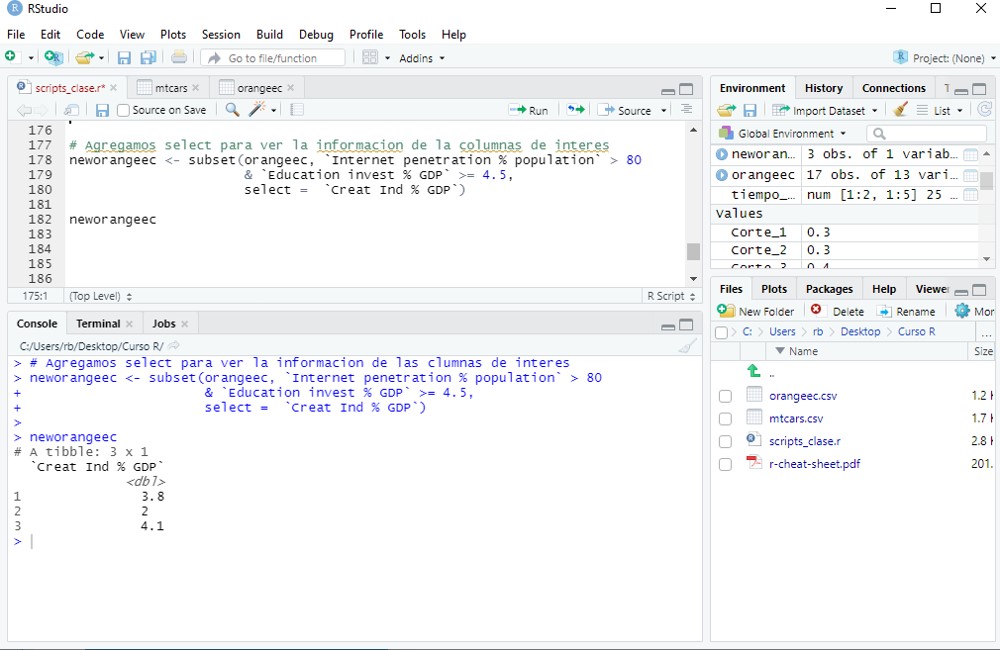 RStudio
File Edit Code View Plots Session Build Debug Profile Tools Help
Go to file/function Addins Project: (None)
scripts_clase.r* mtcars orangeec
Source on Save Run Source
176
177 # Agregamos select para ver la informacion de la columnas de interes
178 neworangeec <- subset(orangeec, `Internet penetration % population` > 80
179 & `Education invest % GDP` >= 4.5,
180 select = `Creat Ind % GDP`)
181
182 neworangeec
183
184
185
186
175:1 (Top Level) R Script
Console Terminal Jobs
C:/Users/rb/Desktop/Curso R/
> # Agregamos select para ver la informacion de las clumnas de interes
> neworangeec <- subset(orangeec, `Internet penetration % population` > 80
+ & `Education invest % GDP` >= 4.5,
+ select = `Creat Ind % GDP`)
>
> neworangeec
# A tibble: 3 x 1
`Creat Ind % GDP`
<dbl>
1 3.8
2 2
3 4.1
>
Environment History Connections
Import Dataset List
Global Environment
neworan... 3 obs. of 1 variab...
orangeec 17 obs. of 13 vari...
tiempo_... num [1:2, 1:5] 25 ...
Values
Corte_1 0.3
Corte_2 0.3
Corte_3 0.4
Files Plots Packages Help Viewer
New Folder Delete Rename Mor
C: Users rb Desktop Curso R ...
Name Size
..
orangeec.csv 1.2
mtcars.csv 1.7
scripts_clase.r 2.8
r-cheat-sheet.pdf 201.